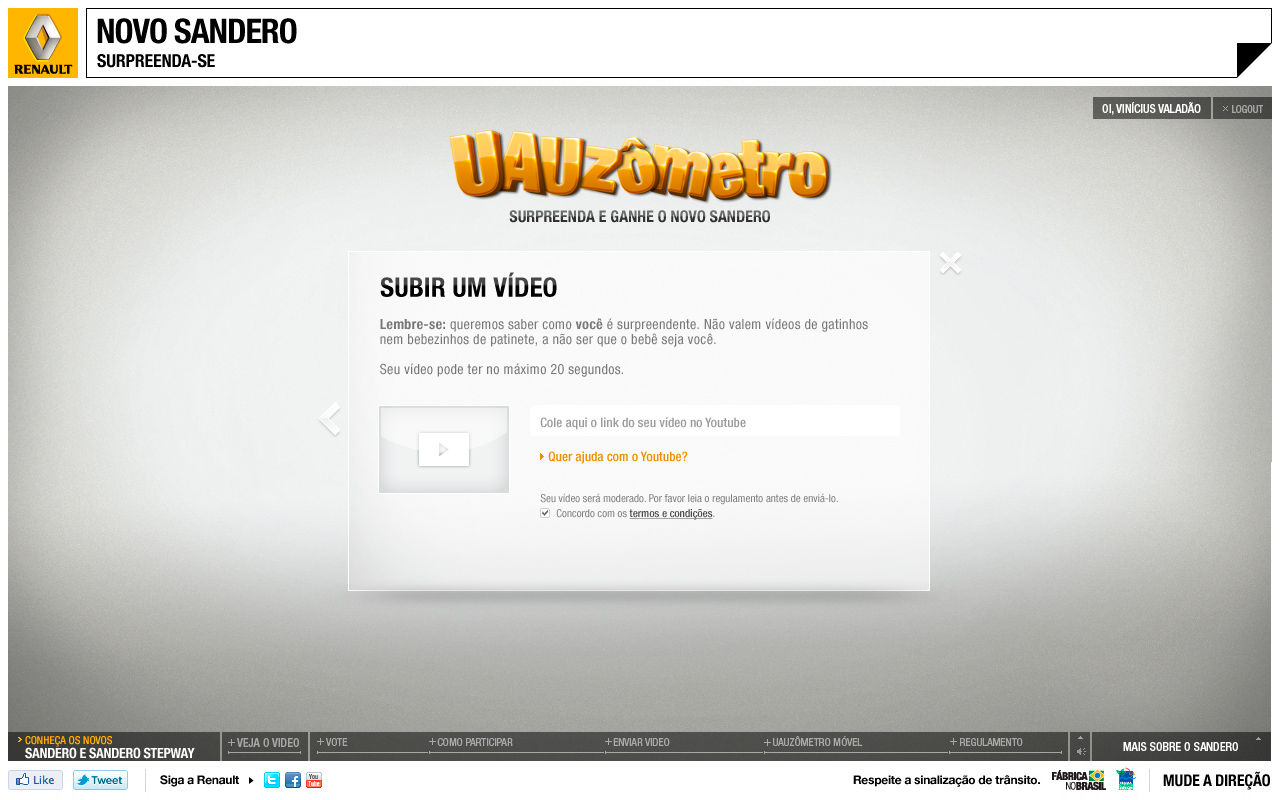 RENAULT
NOVO SANDERO
SURPREENDA-SE
OI, VINÍCIUS VALADÃO
LOGOUT
UAUZÔMETRO
SURPREENDA E GANHE O NOVO SANDERO
SUBIR UM VÍDEO
Lembre-se: queremos saber como você é surpreendente. Não valem vídeos de gatinhos
nem bebezinhos de patinete, a não ser que o bebê seja você.
Seu vídeo pode ter no máximo 20 segundos.
Cole aqui o link do seu vídeo no Youtube
Quer ajuda com o Youtube?
Seu vídeo será moderado. Por favor leia o regulamento antes de enviá-lo.
Concordo com os termos e condições.
CONHEÇA OS NOVOS
SANDERO E SANDERO STEPWAY
+VEJA O VIDEO
+VOTE
+COMO PARTICIPAR
+ENVIAR VIDEO
+UAUZÔMETRO MÓVEL
+ REGULAMENTO
MAIS SOBRE O SANDERO
Like
Tweet
Siga a Renault
You Tube
Respeite a sinalização de trânsito.
FÁBRICA
NO BRASIL
MUDE A DIREÇÃO